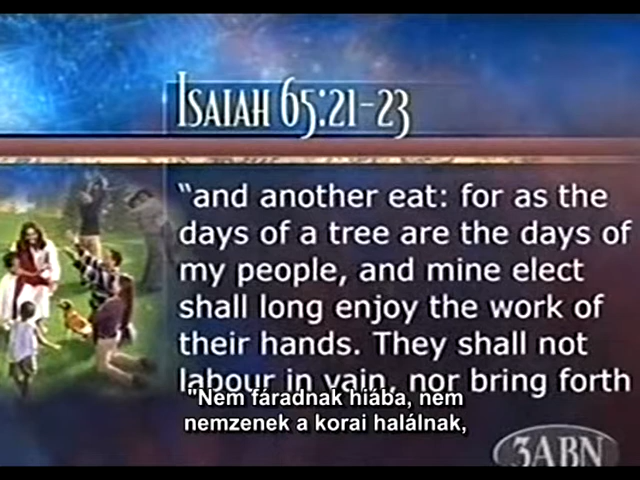 Isaiah 65:21-23
"and another eat: for as the
days of a tree are the days of
my people, and mine elect
shall long enjoy the work of
their hands. They shall not
labour in vain, nor bring forth
"Nem fáradnak hiába, nem
nemzenek a korai halálnak,
3ABN